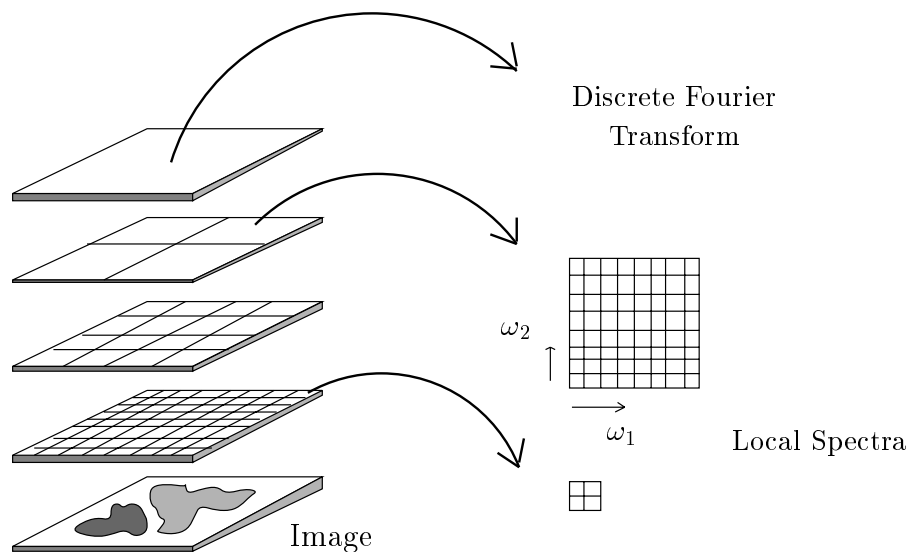 Discrete Fourier
Transform
ω₂
ω₁
Local Spectra
Image